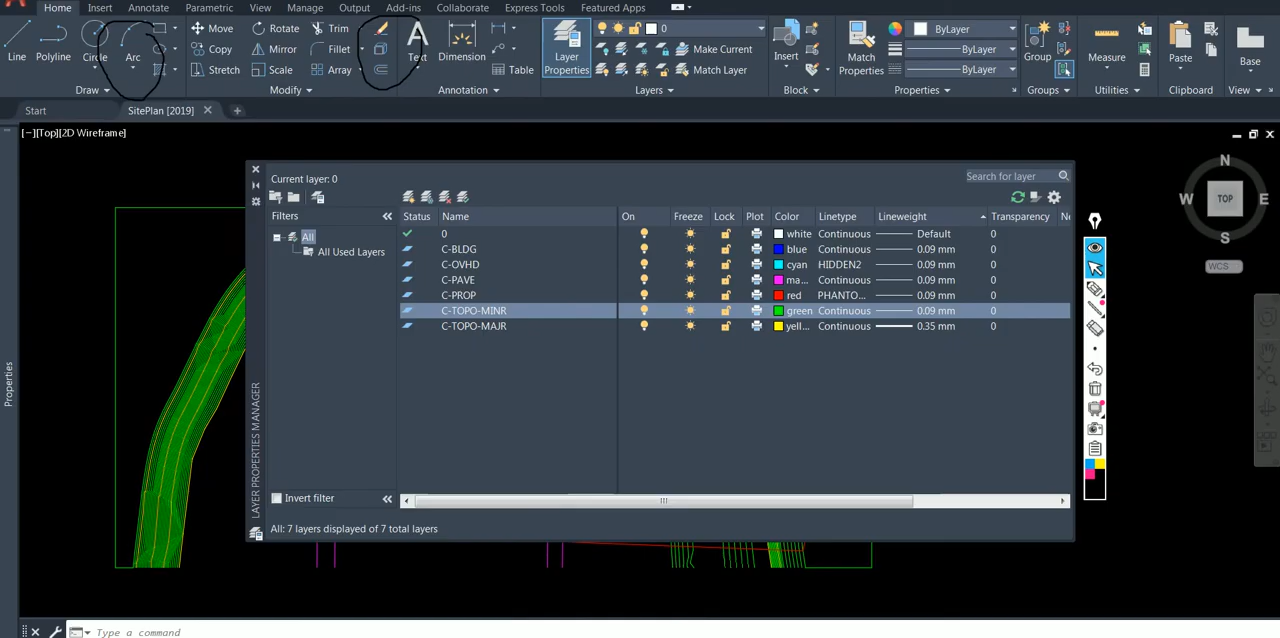 Home Insert Annotate Parametric View Manage Output Add-ins Collaborate Express Tools Featured Apps
Line Polyline Circle Arc
Move Rotate Trim
Copy Mirror Fillet
Stretch Scale Array
Text Dimension Table
Layer Properties
0
Make Current
Match Layer
Insert
Match Properties
ByLayer
ByLayer
ByLayer
Group
Measure
Paste
Base
Draw Modify Annotation Layers Block Properties Groups Utilities Clipboard View
Start SitePlan [2019]
[−][Top][2D Wireframe]
N
W TOP E
S
WCS
Properties
Current layer: 0
Search for layer
Filters
All
All Used Layers
Status Name On Freeze Lock Plot Color Linetype Lineweight Transparency Ne
0 white Continuous Default 0
C-BLDG blue Continuous 0.09 mm 0
C-OVHD cyan HIDDEN2 0.09 mm 0
C-PAVE ma... Continuous 0.09 mm 0
C-PROP red PHANTO... 0.09 mm 0
C-TOPO-MINR green Continuous 0.09 mm 0
C-TOPO-MAJR yell... Continuous 0.35 mm 0
Invert filter
All: 7 layers displayed of 7 total layers
LAYER PROPERTIES MANAGER
Type a command